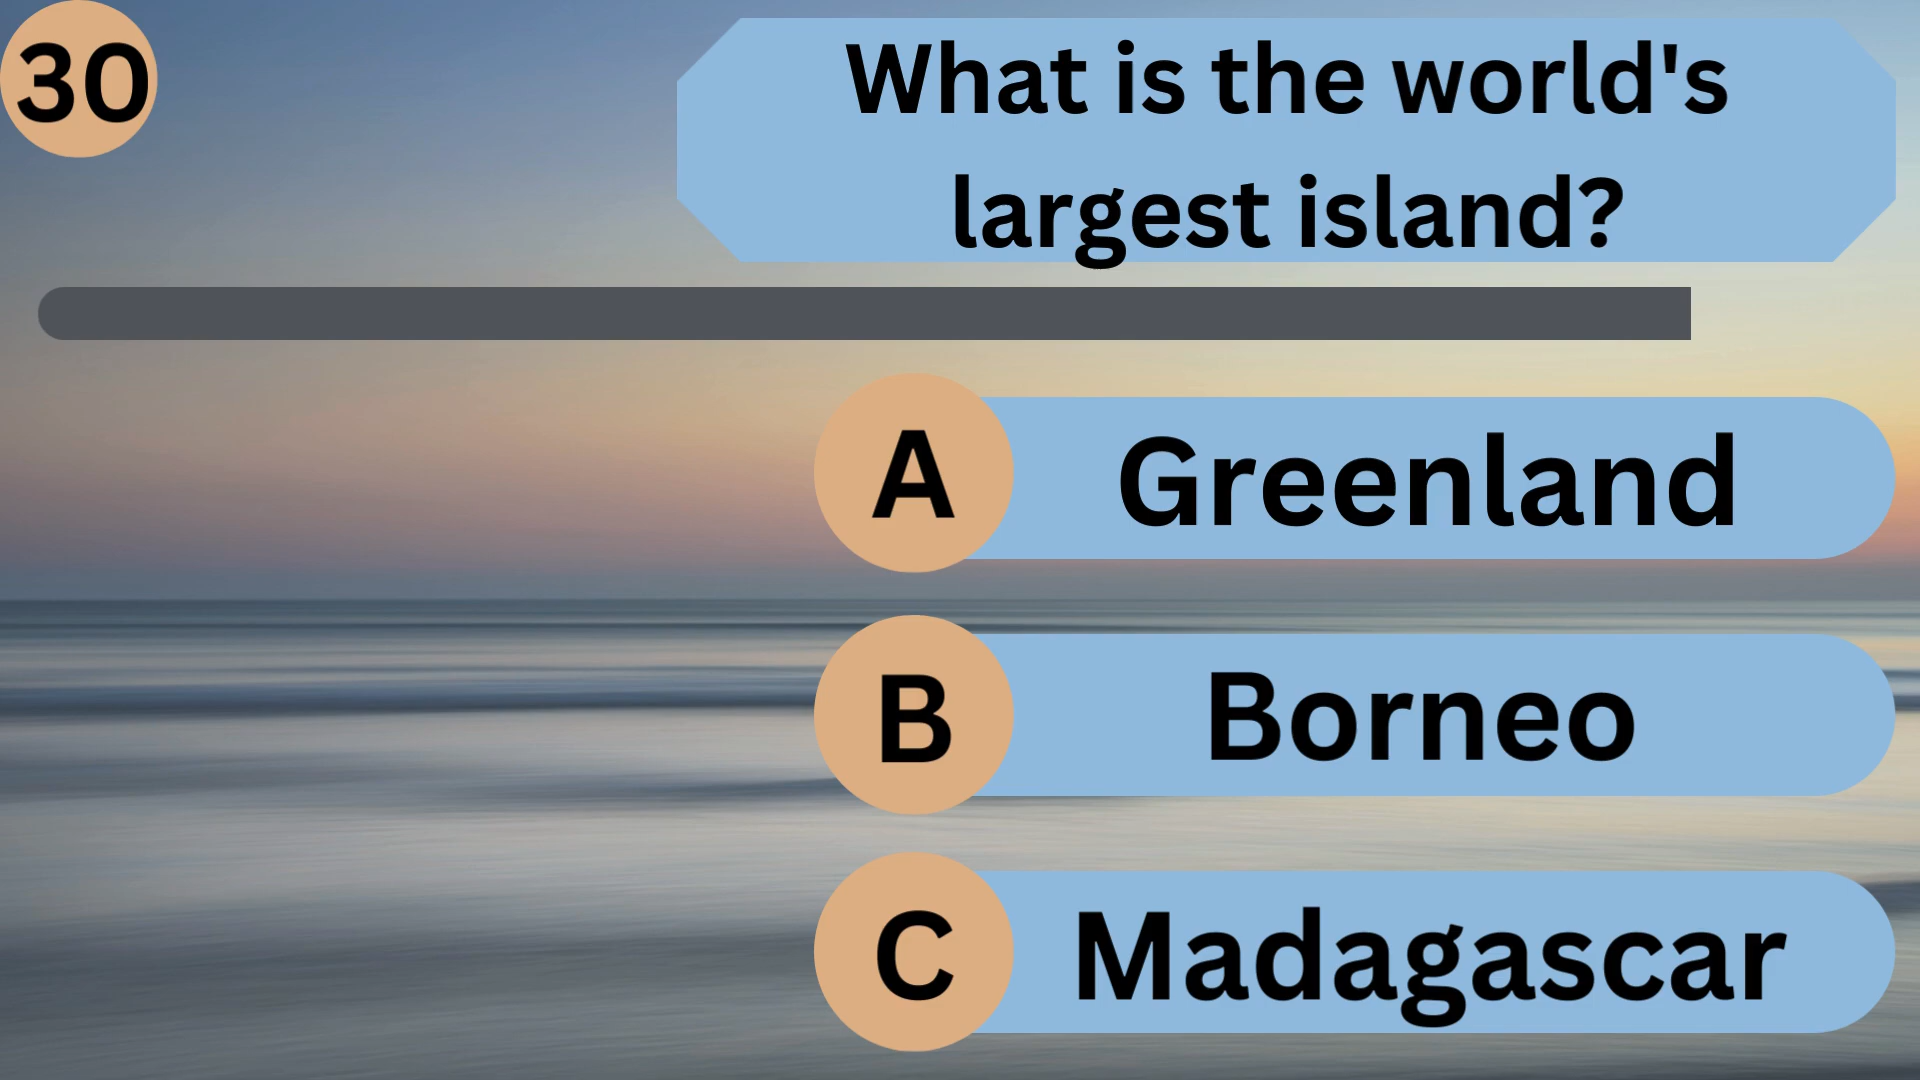 30
What is the world's
largest island?
A Greenland
B Borneo
C Madagascar